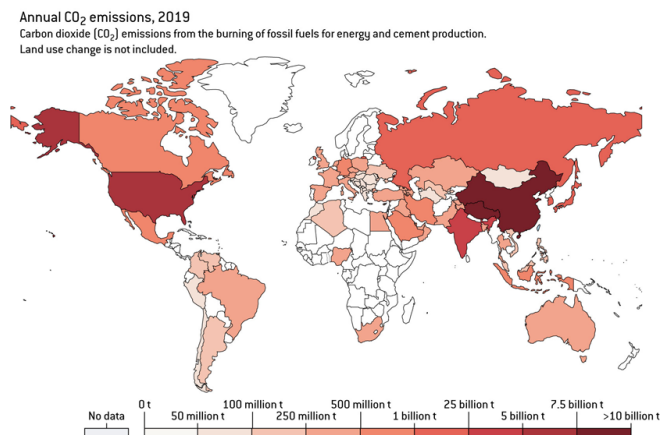 Annual CO₂ emissions, 2019
Carbon dioxide (CO₂) emissions from the burning of fossil fuels for energy and cement production.
Land use change is not included.
0 t 100 million t 500 million t 25 billion t 7.5 billion t
No data 50 million t 250 million t 1 billion t 5 billion t >10 billion t